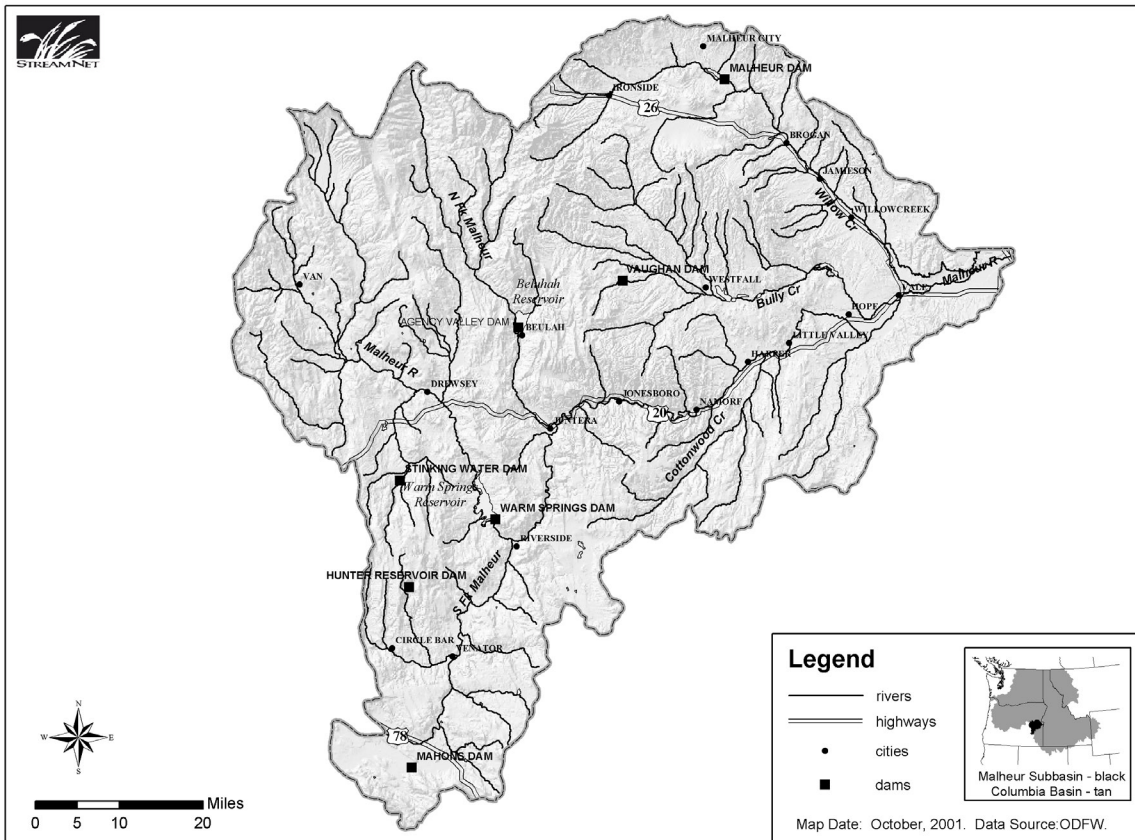 STREAMNET
MALHEUR CITY
MALHEUR DAM
IRONSIDE
26
BROGAN
JAMIESON
N Fk Malheur
WILLOWCREEK
Willow Cr
Malheur R
VAN
VAUGHAN DAM
WESTFALL
Beluhah
Reservoir
Bully Cr
VALE
HOPE
AGENCY VALLEY DAM
BEULAH
LITTLE VALLEY
Malheur R
HARPER
DREWSEY
JONESBORO
NAMORF
20
JUNTURA
Cottonwood Cr
STINKING WATER DAM
Warm Springs
Reservoir
WARM SPRINGS DAM
RIVERSIDE
HUNTER RESERVOIR DAM
S Fk Malheur
CIRCLE BAR
VENATOR
78
MAHONS DAM
N
W E
S
0 5 10 20 Miles
Legend
rivers
highways
cities
dams
Malheur Subbasin - black
Columbia Basin - tan
Map Date: October, 2001. Data Source:ODFW.